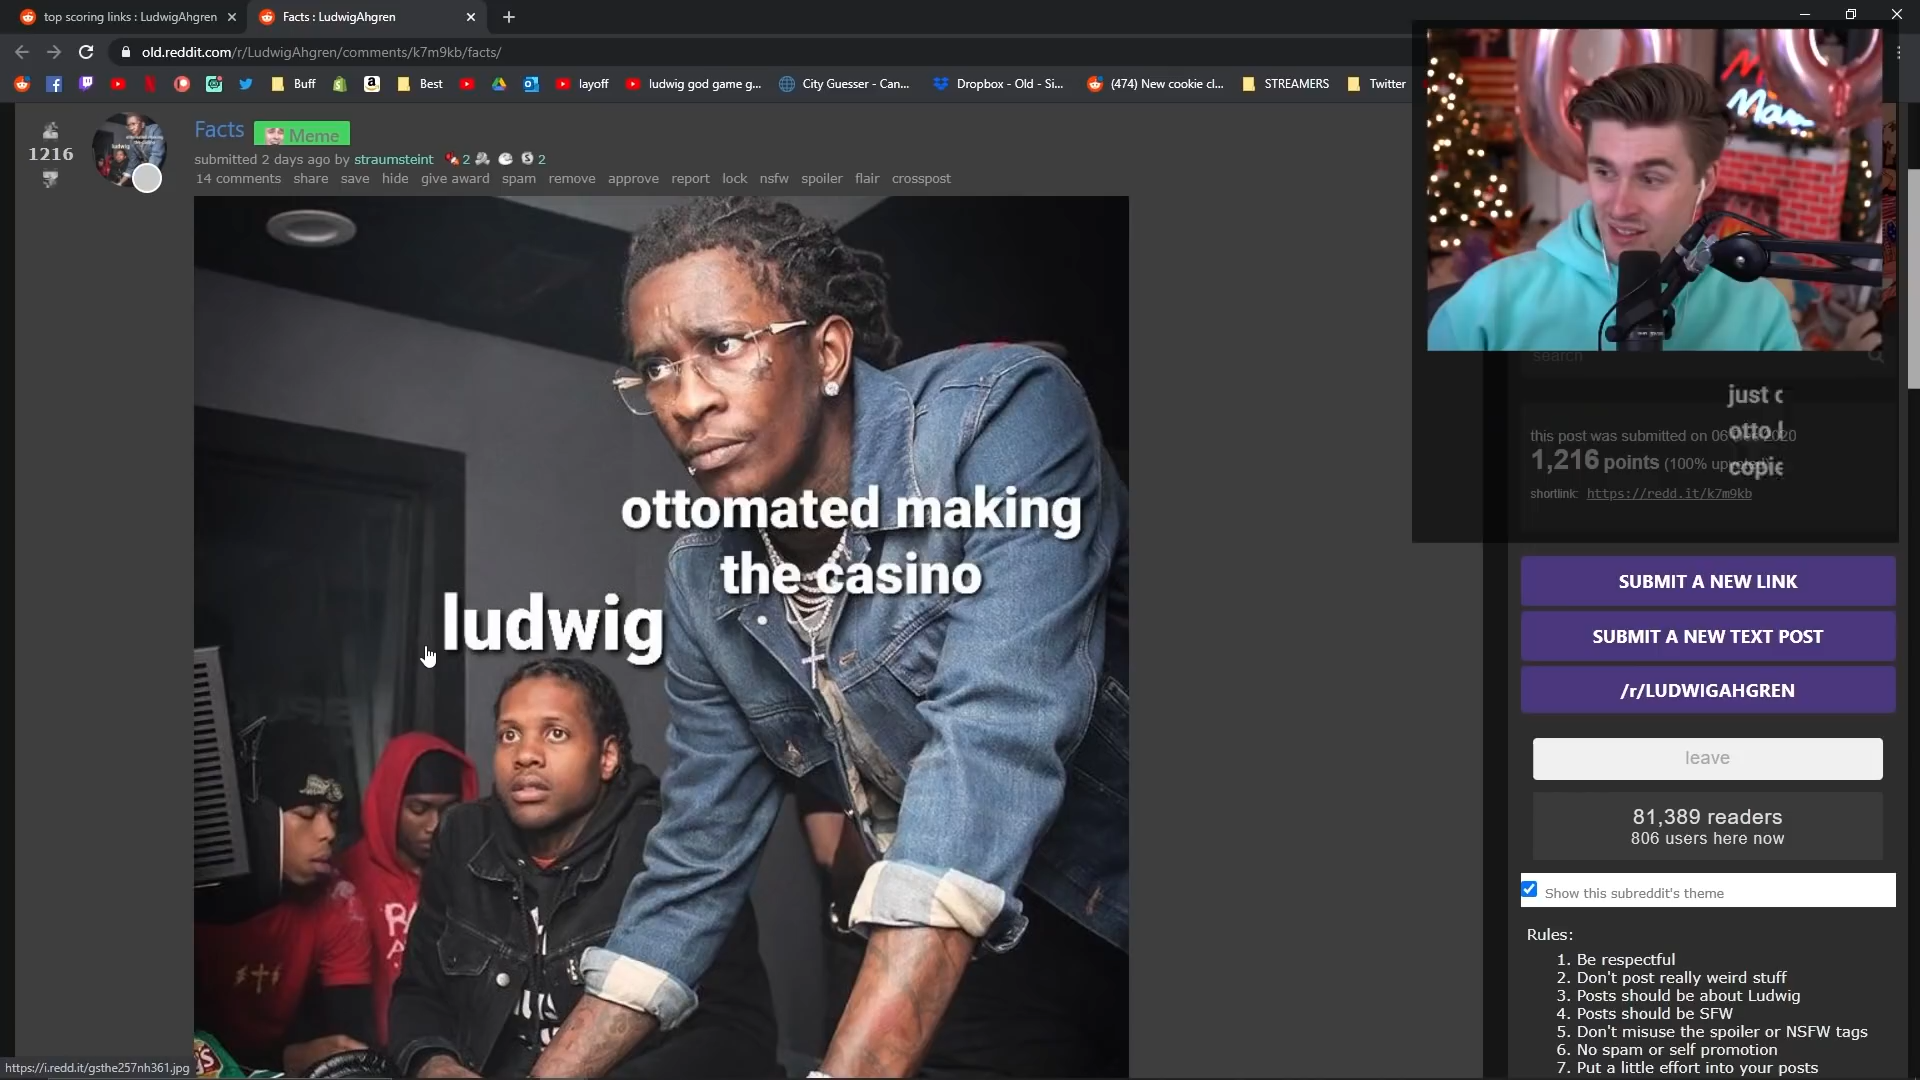 top scoring links : LudwigAhgren
Facts : LudwigAhgren
old.reddit.com/r/LudwigAhgren/comments/k7m9kb/facts/
Buff
Best
layoff
ludwig god game g...
City Guesser - Can...
Dropbox - Old - Si...
(474) New cookie cl...
STREAMERS
Twitter
1216
Facts
Meme
submitted 2 days ago by straumsteint
2
2
14 comments share save hide give award spam remove approve report lock nsfw spoiler flair crosspost
ottomated making
the casino
ludwig
search
just
otto
this post was submitted on 06 2020
1,216 points (100%
shortlink: https://redd.it/k7m9kb
SUBMIT A NEW LINK
SUBMIT A NEW TEXT POST
/r/LUDWIGAHGREN
leave
81,389 readers
806 users here now
Show this subreddit's theme
Rules:
1. Be respectful
2. Don't post really weird stuff
3. Posts should be about Ludwig
4. Posts should be SFW
5. Don't misuse the spoiler or NSFW tags
6. No spam or self promotion
7. Put a little effort into your posts
https://i.redd.it/gsthe257nh361.jpg